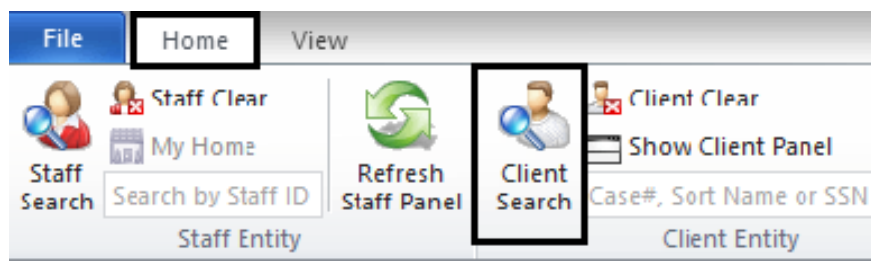 File Home View
Staff Clear
My Home
Staff Search
Search by Staff ID
Refresh Staff Panel
Staff Entity
Client Search
Client Clear
Show Client Panel
Case#, Sort Name or SSN
Client Entity